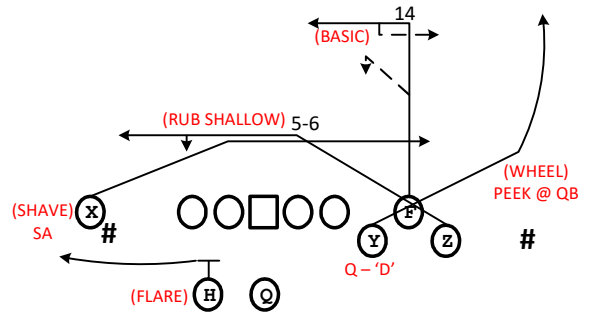 14
(BASIC)
(RUB SHALLOW) 5-6
(WHEEL)
PEEK @ QB
(SHAVE) X
SA #
F
Y Z #
Q – 'D'
(FLARE) H Q